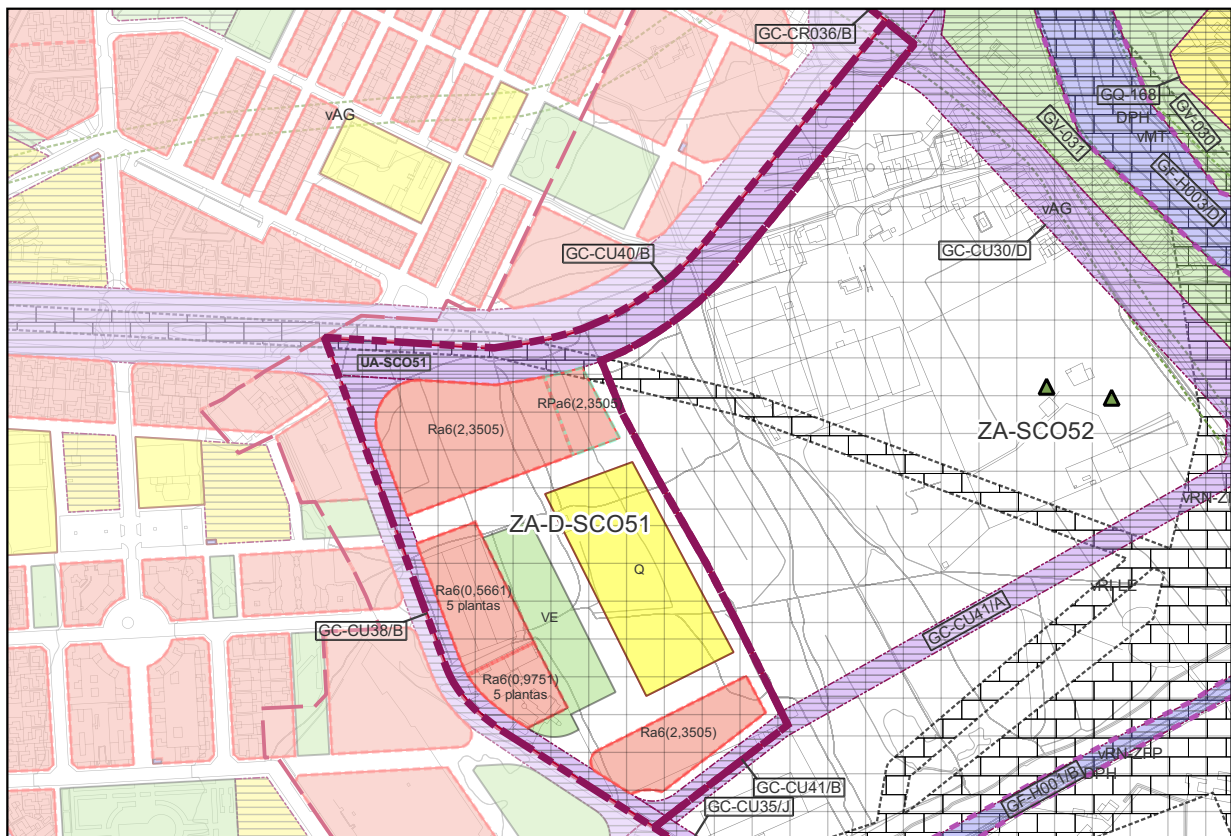 GC-CR036/B
GQ-168
DPH
vMT
GV-030
GV-031
GF-H003/D
vAG
vAG
GC-CU40/B
GC-CU30/D
UA-SCO51
RPa6(2,3505)
Ra6(2,3505)
ZA-SCO52
ZA-D-SCO51
Q
Ra6(0,5661)
5 plantas
VE
GC-CU38/B
GC-CU41/A
Ra6(0,9751)
5 plantas
Ra6(2,3505)
GC-CU41/B
GC-CU35/J
vRN-ZFP
DPH
GF-H001/B